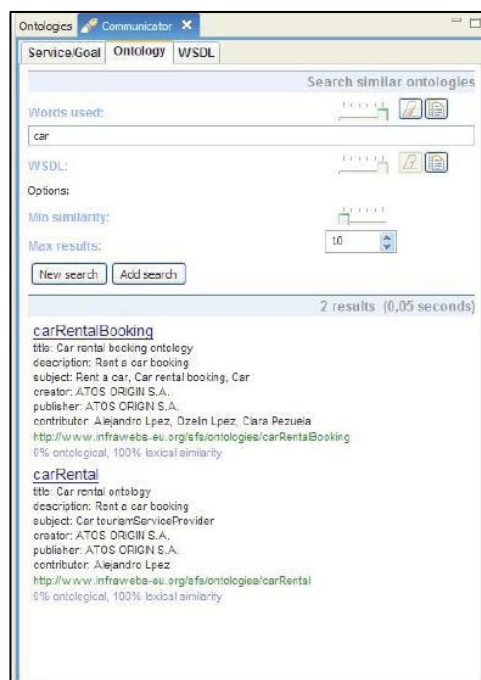 Ontologies Communicator
Service/Goal Ontology WSDL
Search similar ontologies
Words used:
car
WSDL:
Options:
Min similarity:
Max results: 10
New search Add search
2 results (0,05 seconds)
carRentalBooking
title: Car rental booking ontology
description: Rent a car booking
subject: Rent a car, Car rental booking, Car
creator: ATOS ORIGIN S.A.
publisher: ATOS ORIGIN S.A.
contributor: Alejandro Lpez, Ozelin Lpez, Clara Pezuela
http://www.infrawebs-eu.org/sfs/ontologies/carRentalBooking
0% ontological, 100% lexical similarity
carRental
title: Car rental ontology
description: Rent a car booking
subject: Car tourismServiceProvider
creator: ATOS ORIGIN S.A.
publisher: ATOS ORIGIN S.A.
contributor: Alejandro Lpez
http://www.infrawebs-eu.org/sfs/ontologies/carRental
0% ontological, 100% lexical similarity